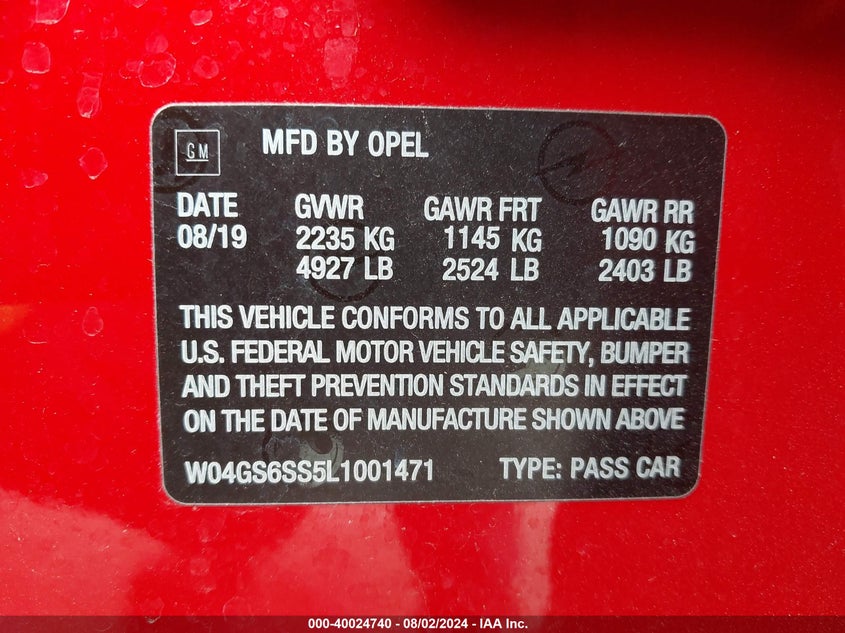 GM MFD BY OPEL
DATE GVWR GAWR FRT GAWR RR
08/19 2235 KG 1145 KG 1090 KG
4927 LB 2524 LB 2403 LB
THIS VEHICLE CONFORMS TO ALL APPLICABLE
U.S. FEDERAL MOTOR VEHICLE SAFETY, BUMPER
AND THEFT PREVENTION STANDARDS IN EFFECT
ON THE DATE OF MANUFACTURE SHOWN ABOVE
W04GS6SS5L1001471 TYPE: PASS CAR
000-40024740 - 08/02/2024 - IAA Inc.